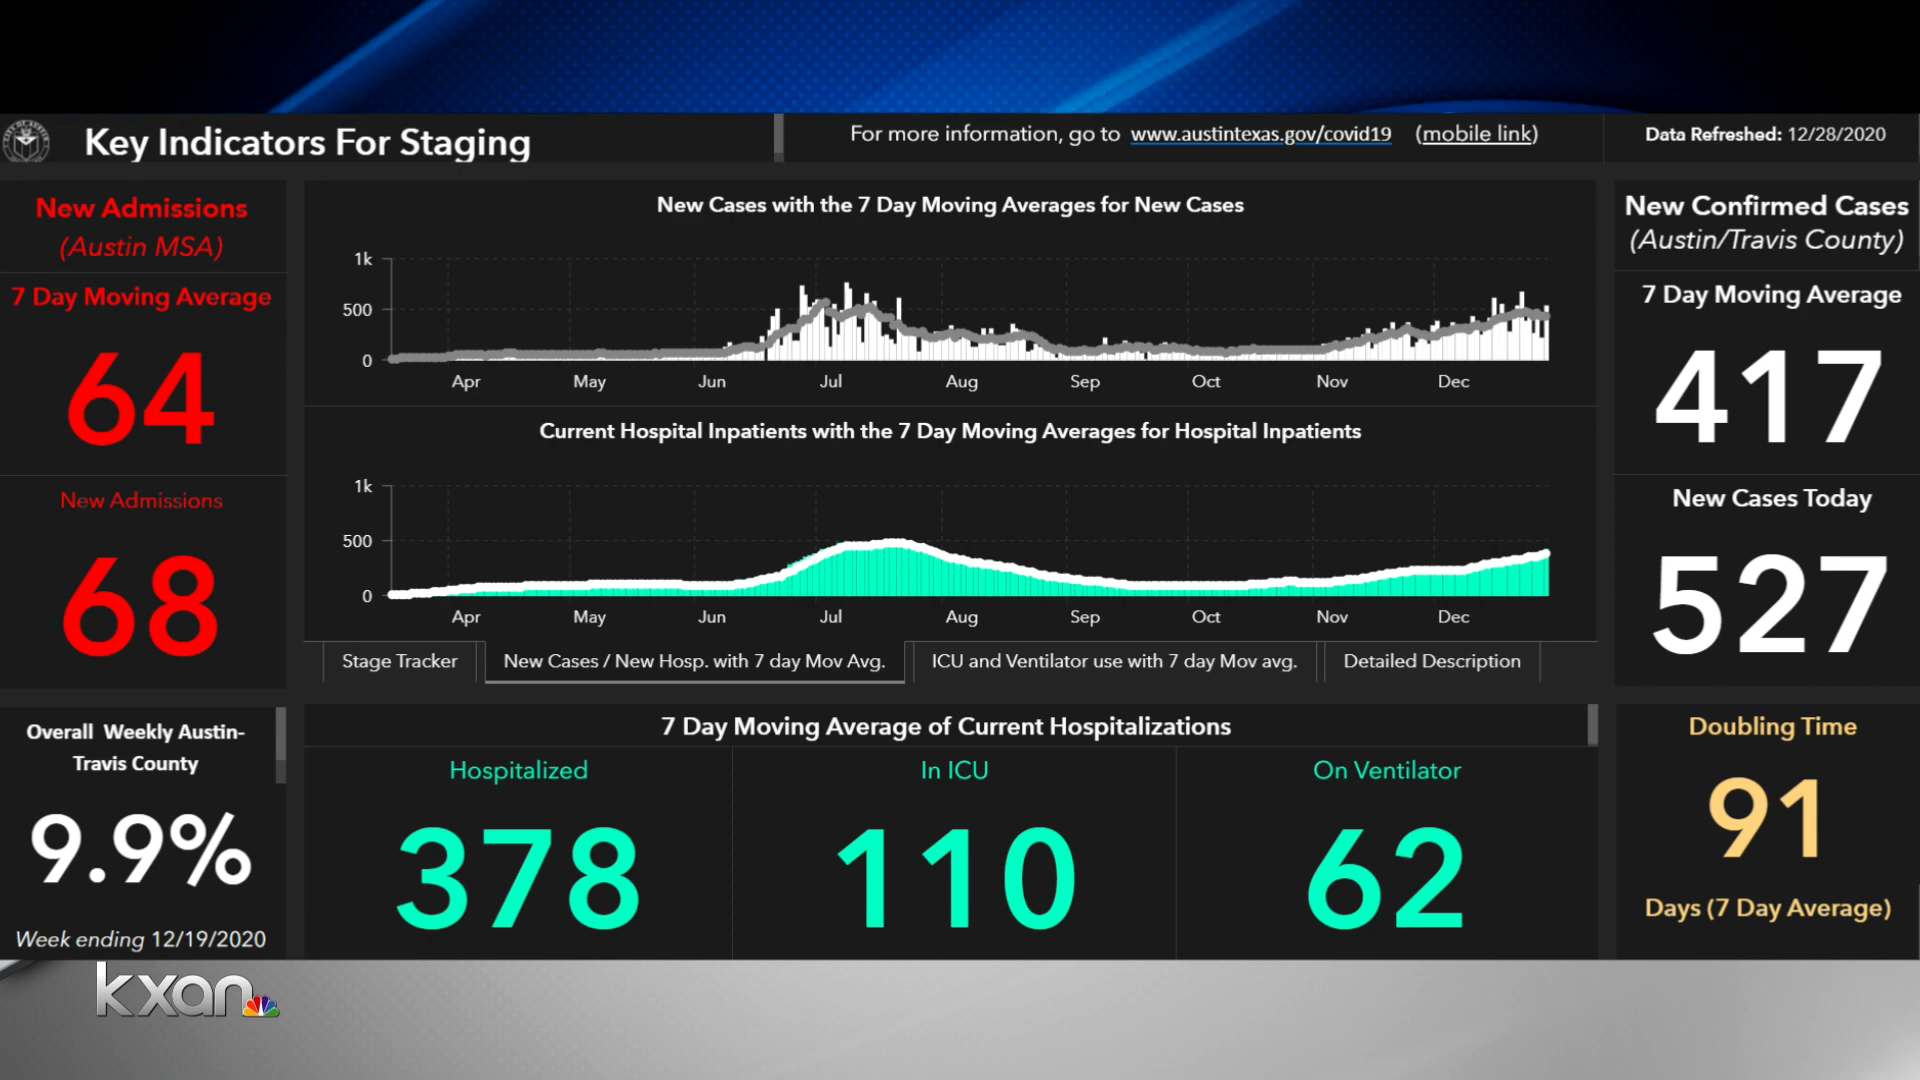 Key Indicators For Staging
For more information, go to www.austintexas.gov/covid19 (mobile link)
Data Refreshed: 12/28/2020
New Admissions
(Austin MSA)
7 Day Moving Average
64
New Admissions
68
New Cases with the 7 Day Moving Averages for New Cases
1k
500
0
Apr May Jun Jul Aug Sep Oct Nov Dec
Current Hospital Inpatients with the 7 Day Moving Averages for Hospital Inpatients
1k
500
0
Apr May Jun Jul Aug Sep Oct Nov Dec
Stage Tracker
New Cases / New Hosp. with 7 day Mov Avg.
ICU and Ventilator use with 7 day Mov avg.
Detailed Description
New Confirmed Cases
(Austin/Travis County)
7 Day Moving Average
417
New Cases Today
527
Overall Weekly Austin-
Travis County
9.9%
Week ending 12/19/2020
7 Day Moving Average of Current Hospitalizations
Hospitalized
378
In ICU
110
On Ventilator
62
Doubling Time
91
Days (7 Day Average)
kxan